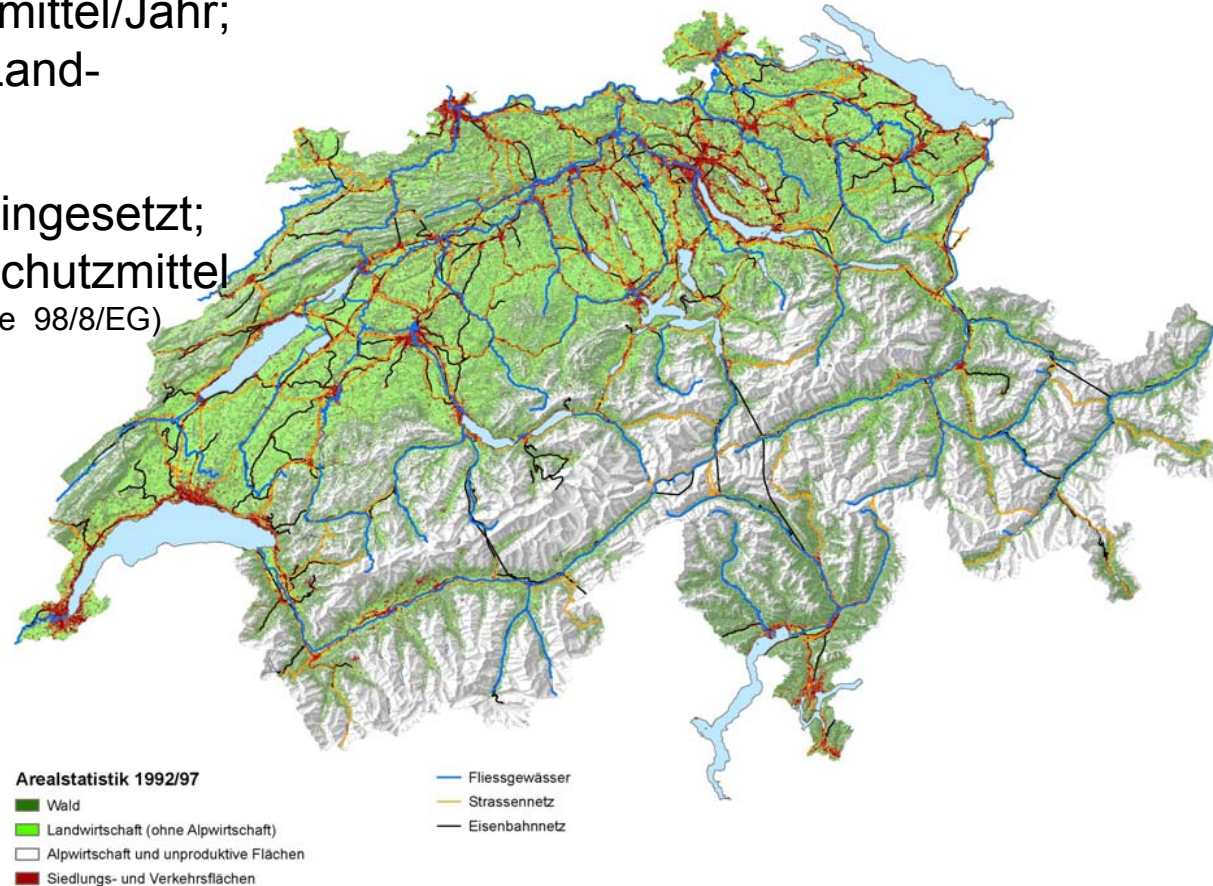 mittel/Jahr;
Land-
ingesetzt;
chutzmittel
e 98/8/EG)
Arealstatistik 1992/97
Wald
Landwirtschaft (ohne Alpwirtschaft)
Alpwirtschaft und unproduktive Flächen
Siedlungs- und Verkehrsflächen
Fliessgewässer
Strassennetz
Eisenbahnnetz